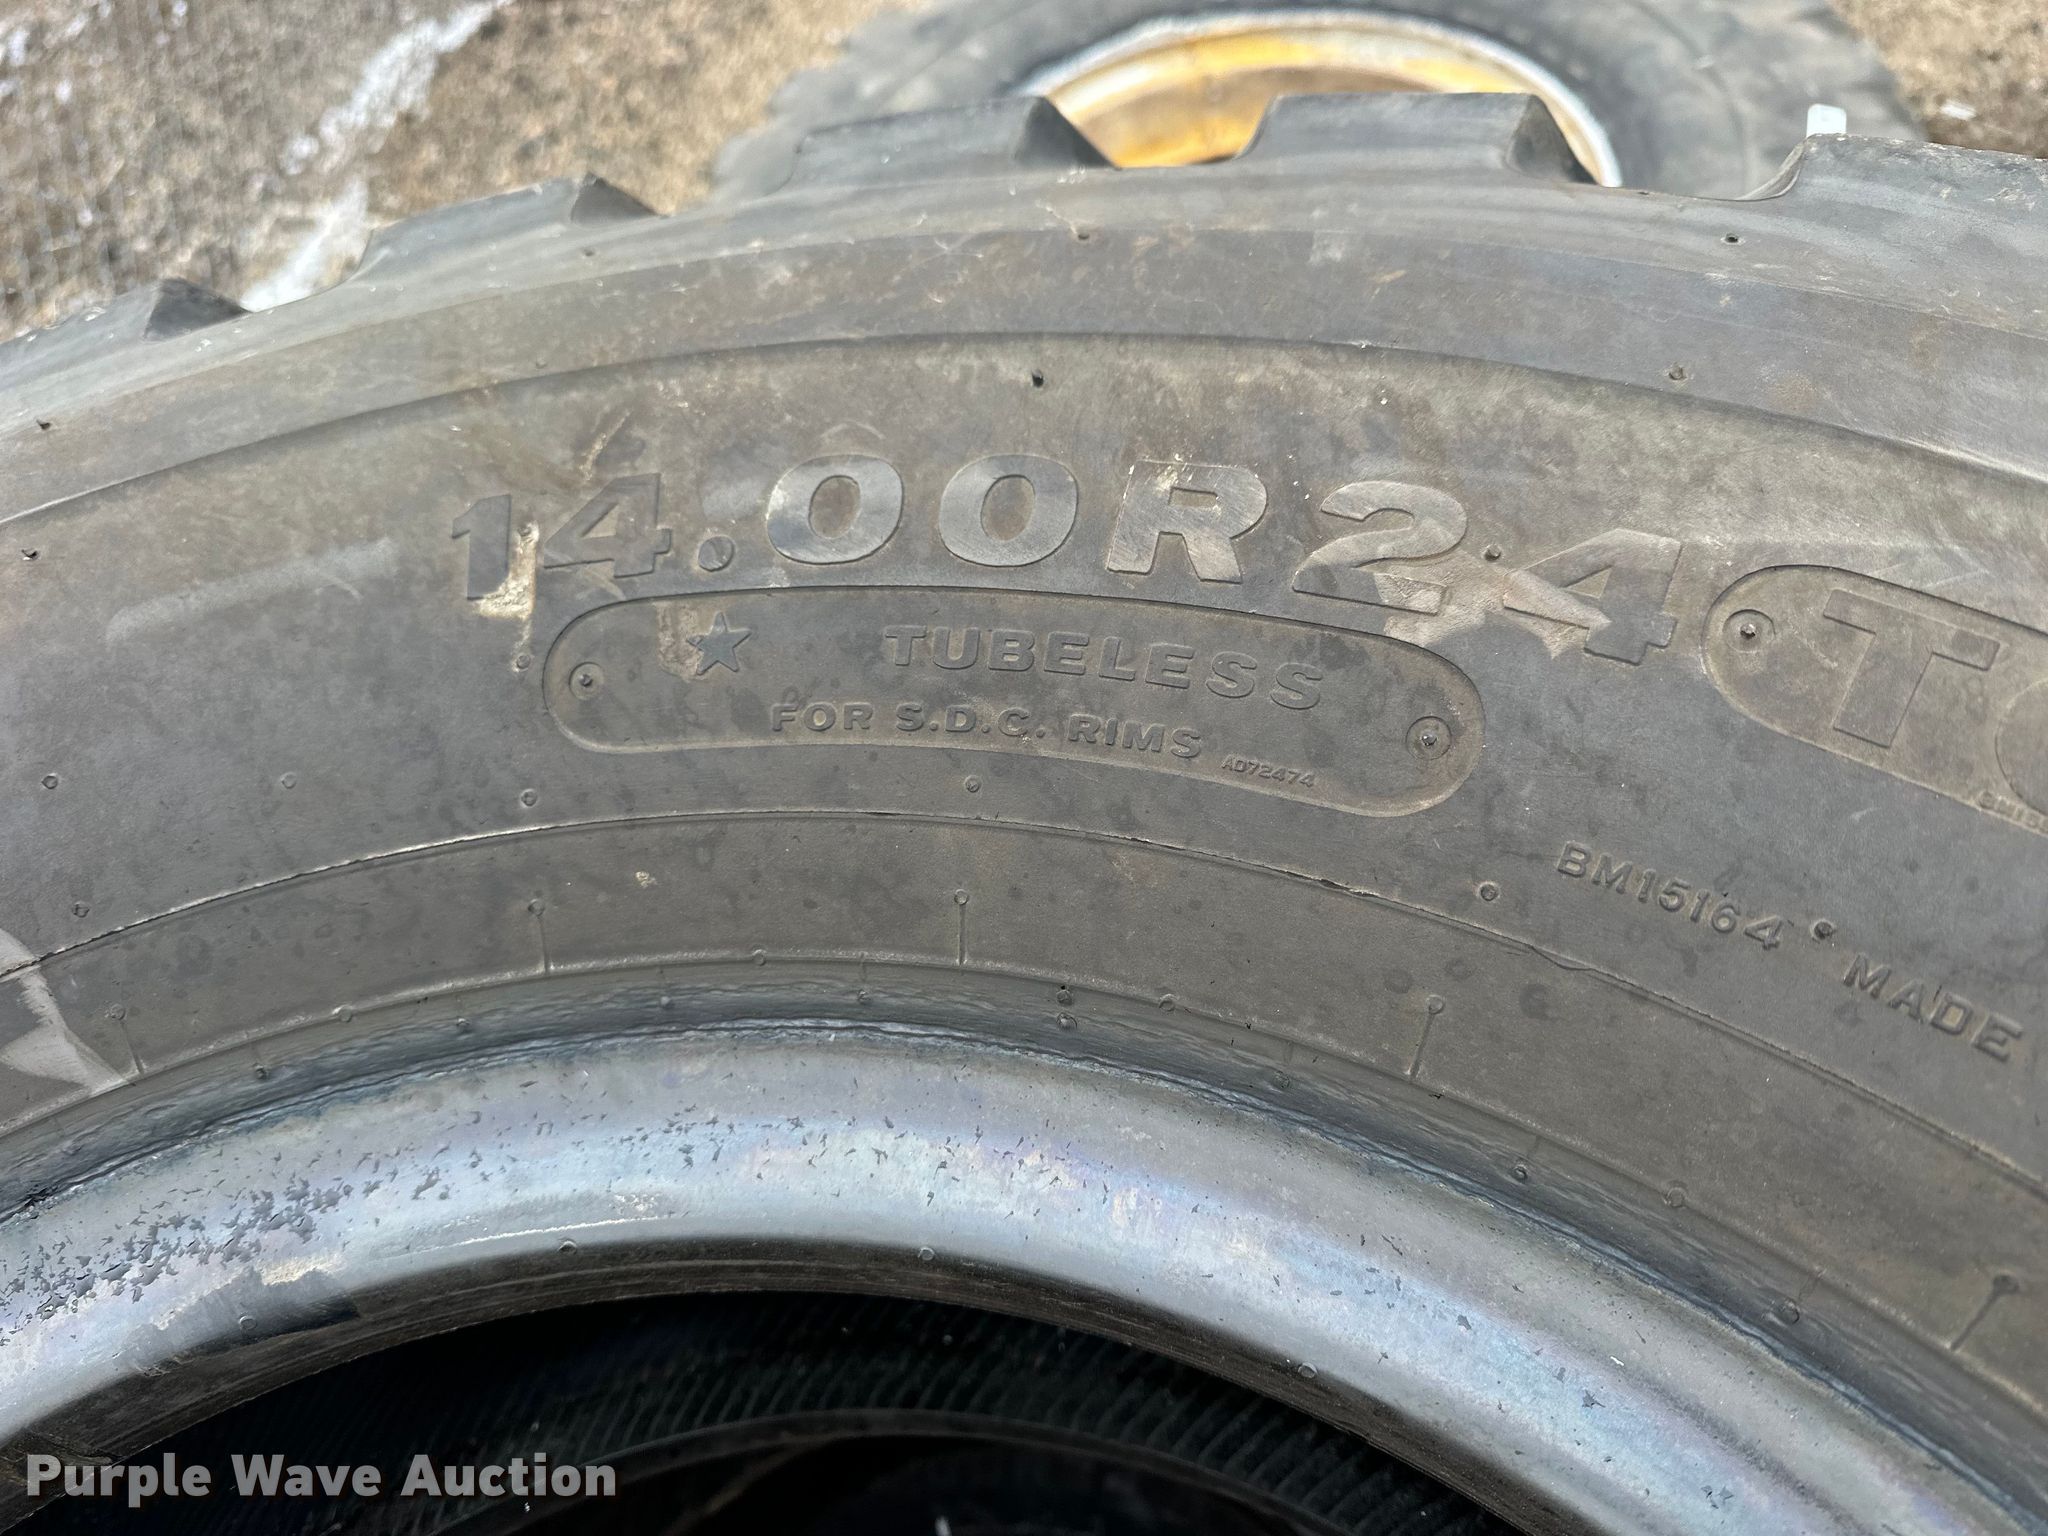 14.00R24
★ TUBELESS
FOR S.D.C. RIMS
AD72474
BM15164 • MADE
Purple Wave Auction